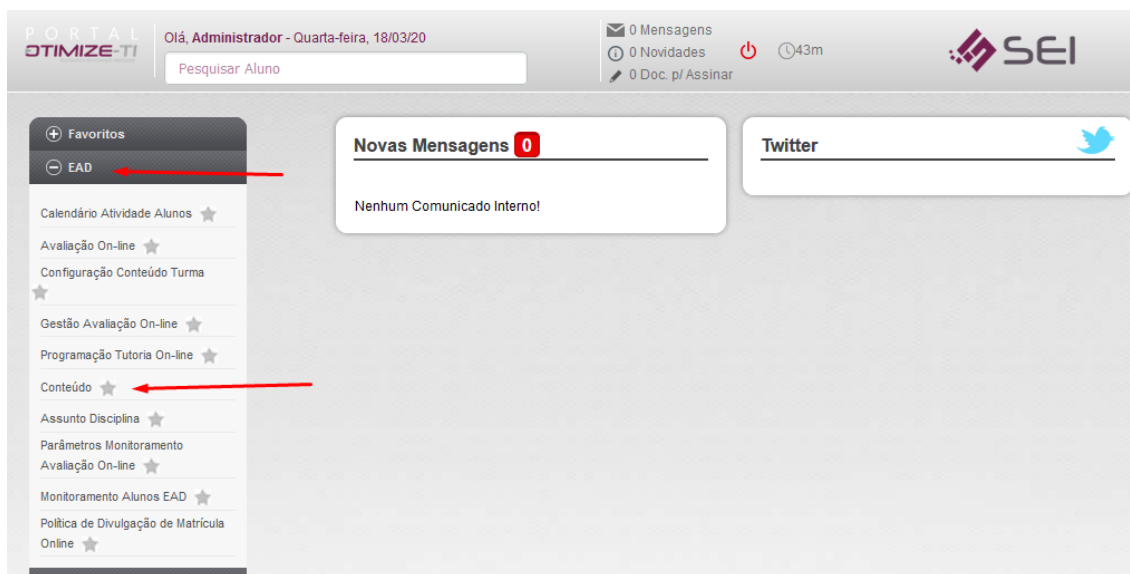 PORTAL
OTIMIZE-TI
Olá, Administrador - Quarta-feira, 18/03/20
Pesquisar Aluno
0 Mensagens
0 Novidades
0 Doc. p/ Assinar
43m
SEI
Favoritos
EAD
Calendário Atividade Alunos
Avaliação On-line
Configuração Conteúdo Turma
Gestão Avaliação On-line
Programação Tutoria On-line
Conteúdo
Assunto Disciplina
Parâmetros Monitoramento
Avaliação On-line
Monitoramento Alunos EAD
Política de Divulgação de Matrícula
Online
Novas Mensagens 0
Nenhum Comunicado Interno!
Twitter